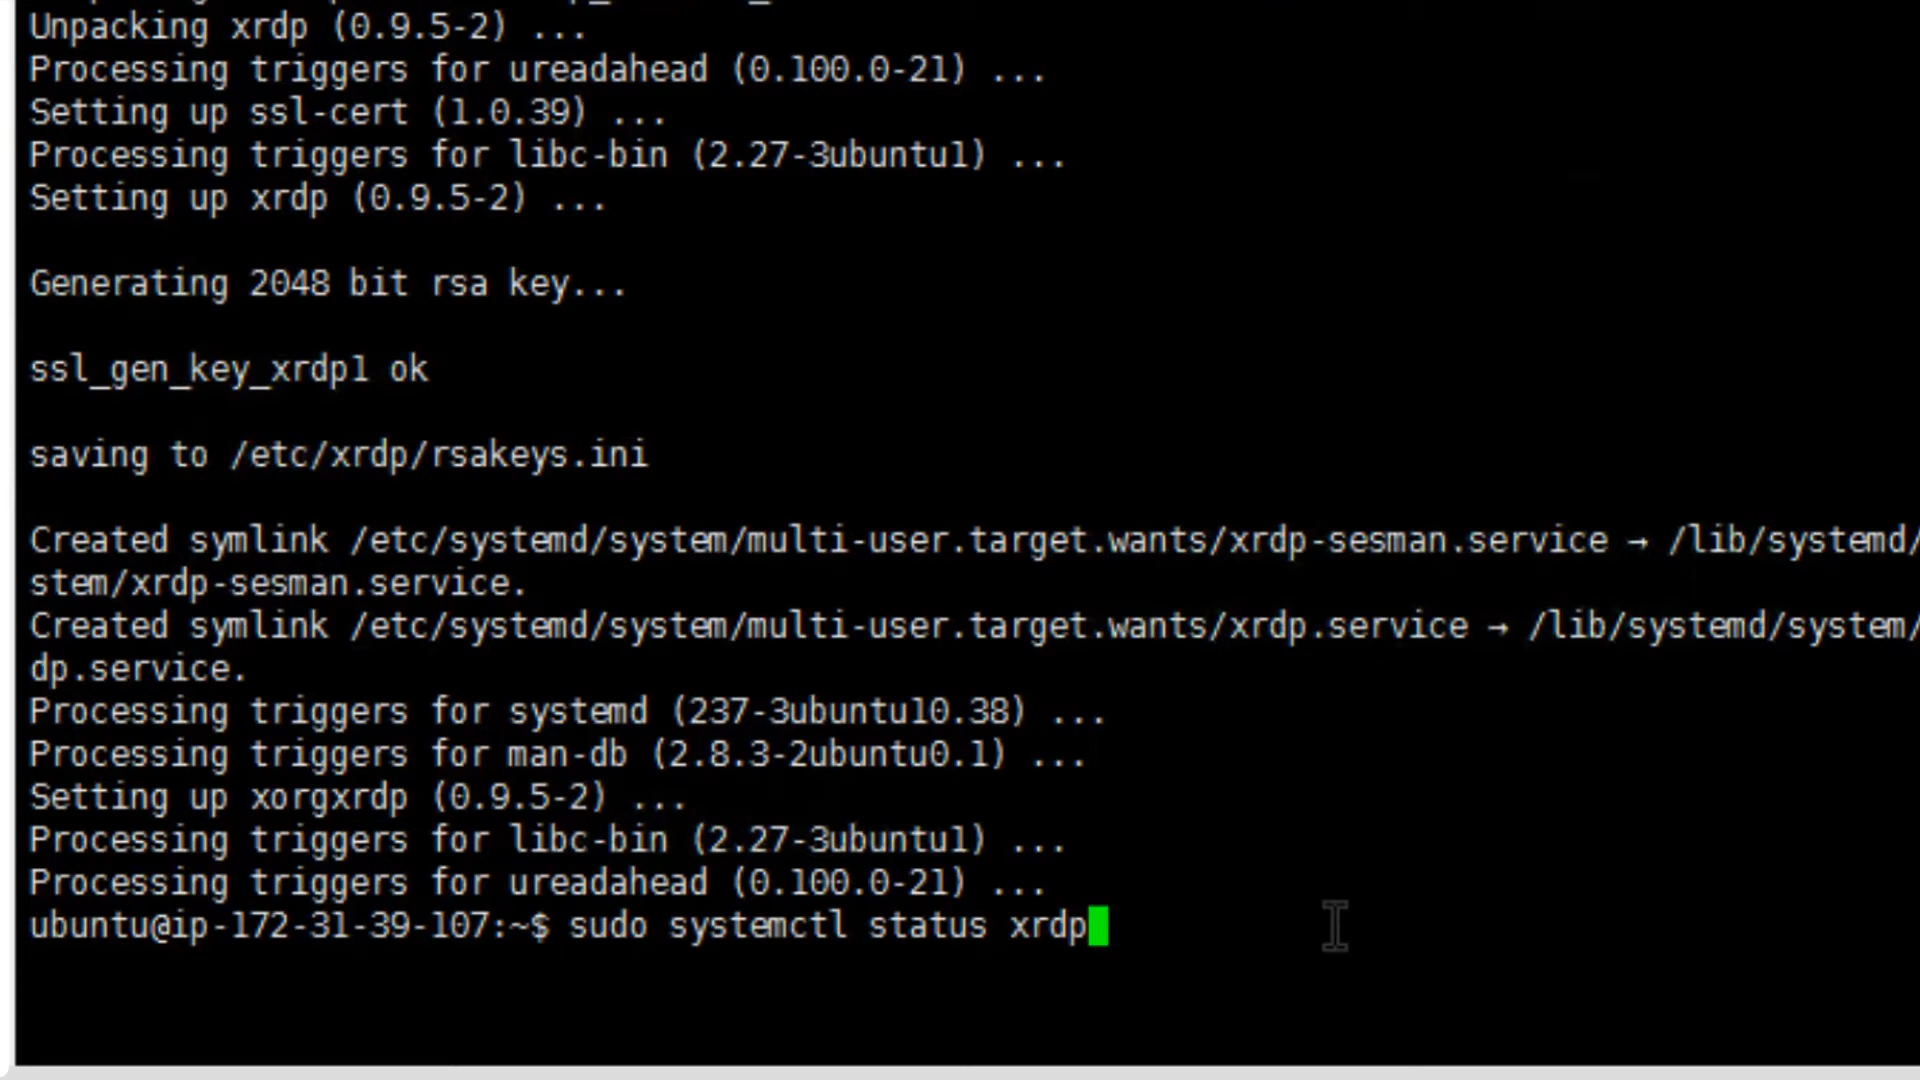 Unpacking xrdp (0.9.5-2) ...
Processing triggers for ureadahead (0.100.0-21) ...
Setting up ssl-cert (1.0.39) ...
Processing triggers for libc-bin (2.27-3ubuntu1) ...
Setting up xrdp (0.9.5-2) ...
Generating 2048 bit rsa key...
ssl_gen_key_xrdp1 ok
saving to /etc/xrdp/rsakeys.ini
Created symlink /etc/systemd/system/multi-user.target.wants/xrdp-sesman.service → /lib/systemd/
stem/xrdp-sesman.service.
Created symlink /etc/systemd/system/multi-user.target.wants/xrdp.service → /lib/systemd/system/
dp.service.
Processing triggers for systemd (237-3ubuntu10.38) ...
Processing triggers for man-db (2.8.3-2ubuntu0.1) ...
Setting up xorgxrdp (0.9.5-2) ...
Processing triggers for libc-bin (2.27-3ubuntu1) ...
Processing triggers for ureadahead (0.100.0-21) ...
ubuntu@ip-172-31-39-107:~$ sudo systemctl status xrdp